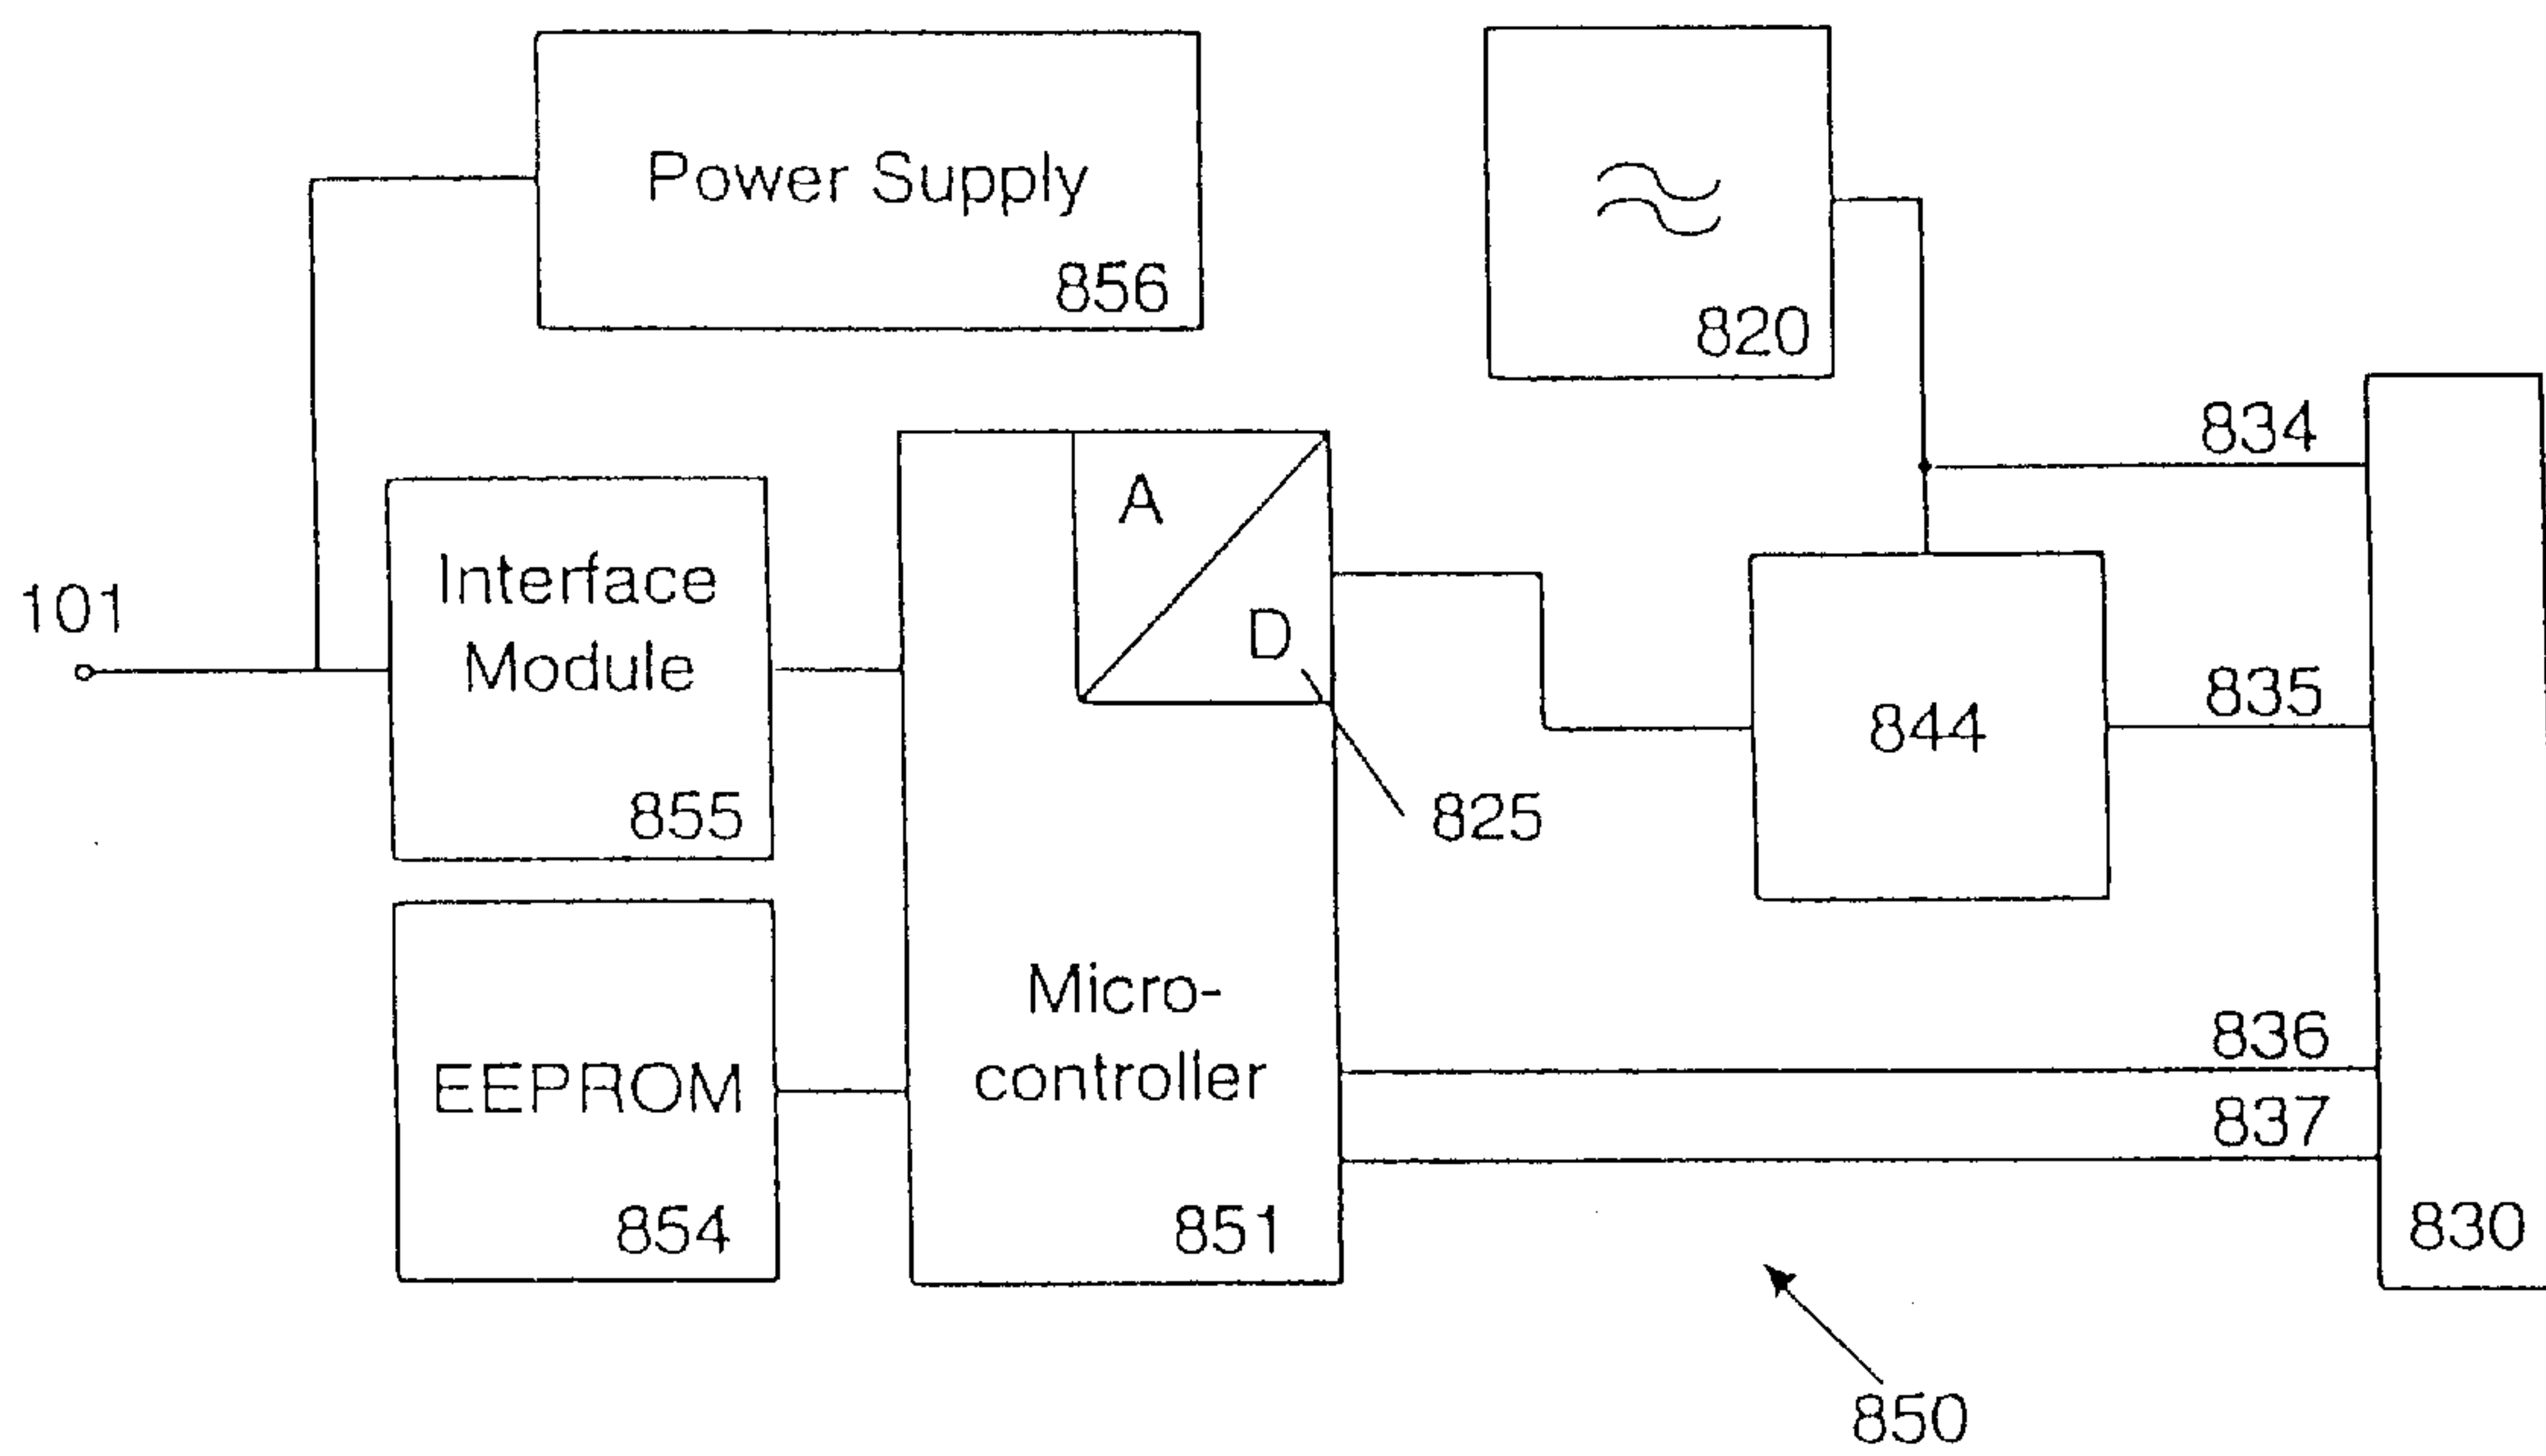 Power Supply
856
820
834
A
D
101
Interface
Module
855
825
844
835
Micro-
controller
851
EEPROM
854
836
837
830
850